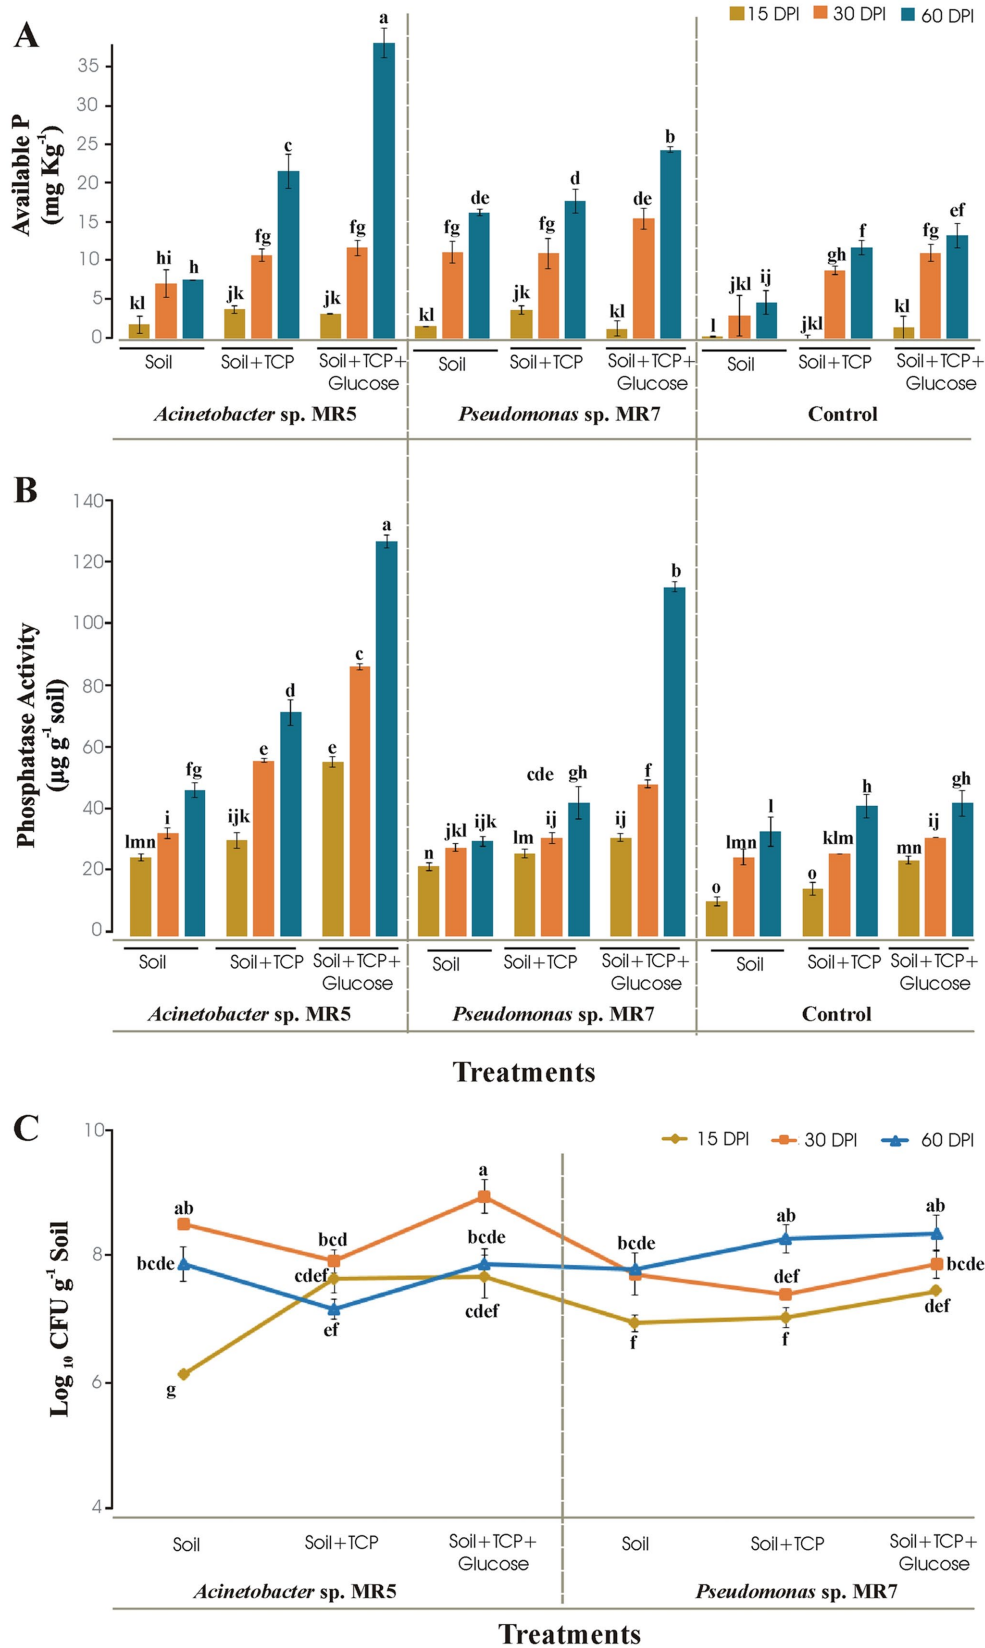 15 DPI 30 DPI 60 DPI
A
Available P
(mg Kg-1)
35
30
25
20
15
10
5
0
kl hi h jk fg c jk fg a
kl fg de jk fg d kl de b
l jkl ij jkl gh f kl fg ef
Soil Soil+TCP Soil+TCP+
Glucose
Soil Soil+TCP Soil+TCP+
Glucose
Soil Soil+TCP Soil+TCP+
Glucose
Acinetobacter sp. MR5 Pseudomonas sp. MR7 Control
B
Phosphatase Activity
(µg g-1 soil)
140
120
100
80
60
40
20
0
lmn i fg ijk e d e c a
n jkl ijk lm ij cde gh ij f b
o lmn l o klm h mn ij gh
Soil Soil+TCP Soil+TCP+
Glucose
Soil Soil+TCP Soil+TCP+
Glucose
Soil Soil+TCP Soil+TCP+
Glucose
Acinetobacter sp. MR5 Pseudomonas sp. MR7 Control
Treatments
C
15 DPI 30 DPI 60 DPI
Log 10 CFU g-1 Soil
10
8
6
4
ab bcde g
bcd cdef ef
a bcde cdef
bcde f
ab def f
ab bcde def
Soil Soil+TCP Soil+TCP+
Glucose
Soil Soil+TCP Soil+TCP+
Glucose
Acinetobacter sp. MR5 Pseudomonas sp. MR7
Treatments